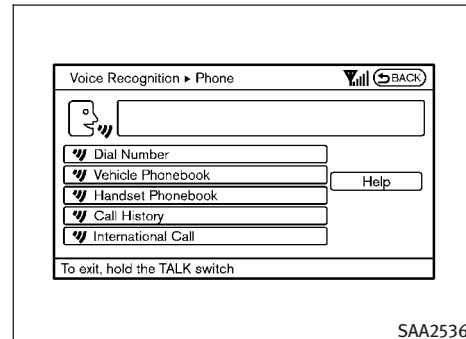 Voice Recognition ▸ Phone
BACK
Dial Number
Vehicle Phonebook
Help
Handset Phonebook
Call History
International Call
To exit, hold the TALK switch
SAA2536